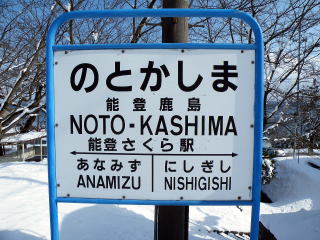 のとかしま
能登鹿島
NOTO-KASHIMA
能登さくら駅
あなみず にしぎし
ANAMIZU NISHIGISHI